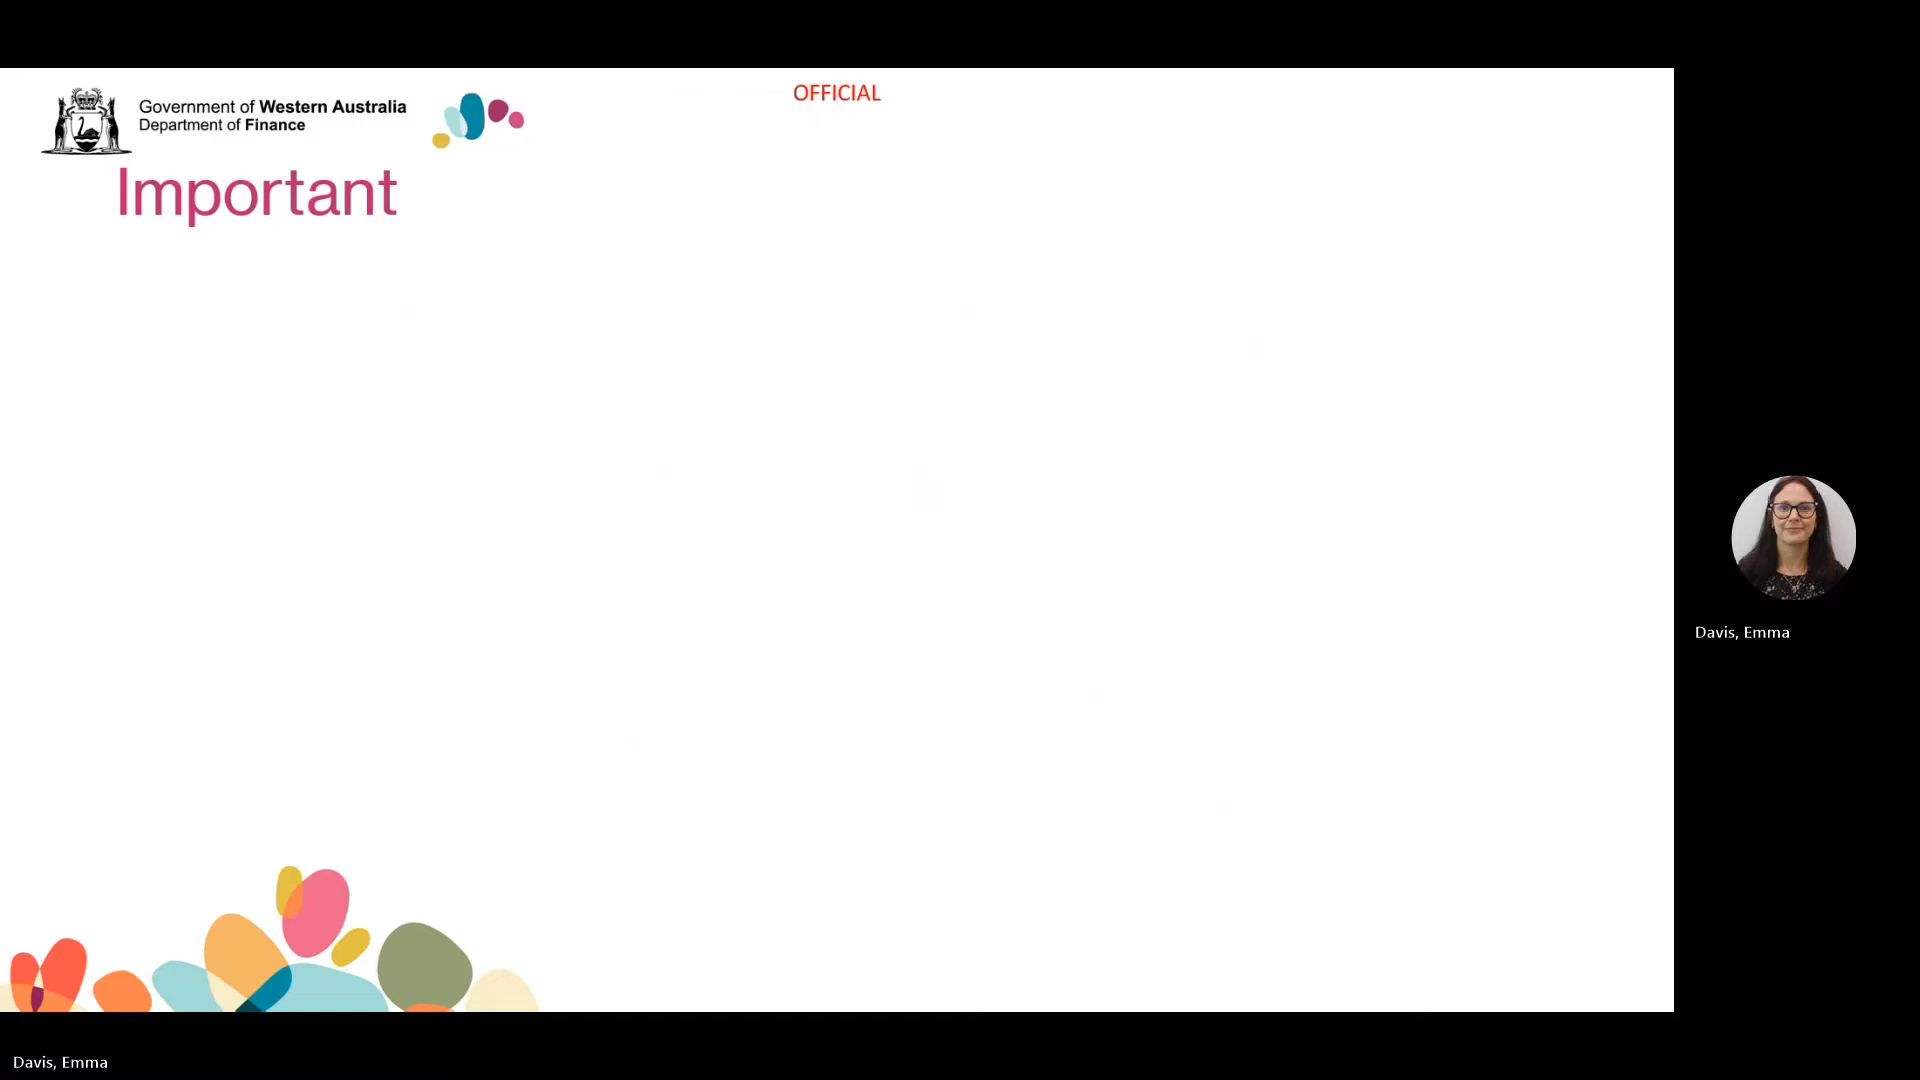 OFFICIAL
Government of Western Australia
Department of Finance
Important
Davis, Emma
Davis, Emma